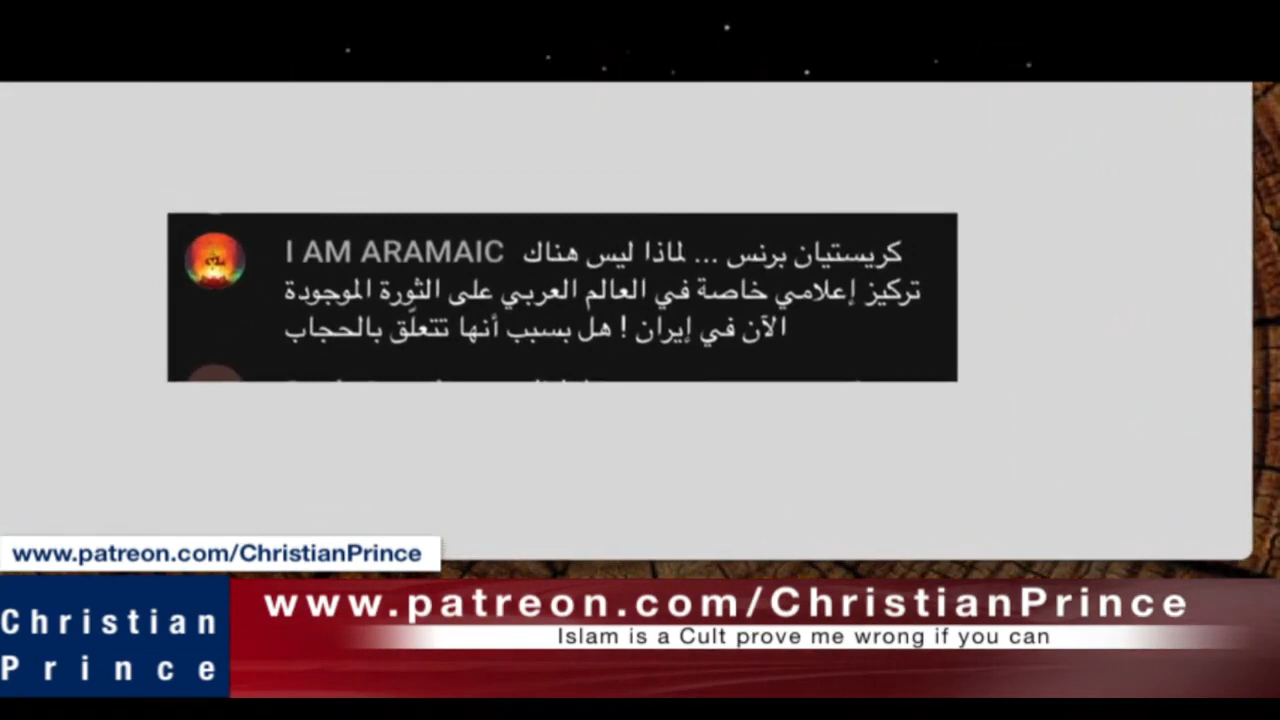 I AM ARAMAIC كريستيان برنس ... لماذا ليس هناك
تركيز إعلامي خاصة في العالم العربي على الثورة الموجودة
الآن في إيران ! هل بسبب أنها تتعلّق بالحجاب
www.patreon.com/ChristianPrince
Christian
Prince
www.patreon.com/ChristianPrince
Islam is a Cult prove me wrong if you can